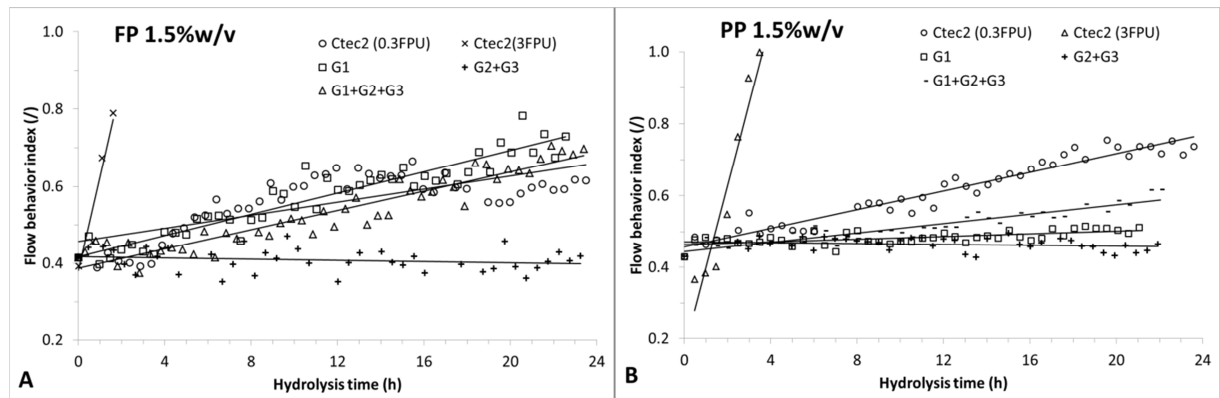 FP 1.5%w/v
○ Ctec2 (0.3FPU) × Ctec2(3FPU)
□ G1 + G2+G3
△ G1+G2+G3
Flow behavior index (/)
1.0
0.8
0.6
0.4
0.2
0 4 8 12 16 20 24
Hydrolysis time (h)
A
PP 1.5%w/v
○ Ctec2 (0.3FPU) △ Ctec2 (3FPU)
□ G1 + G2+G3
- G1+G2+G3
Flow behavior index (/)
1.0
0.8
0.6
0.4
0.2
0 4 8 12 16 20 24
Hydrolysis time (h)
B